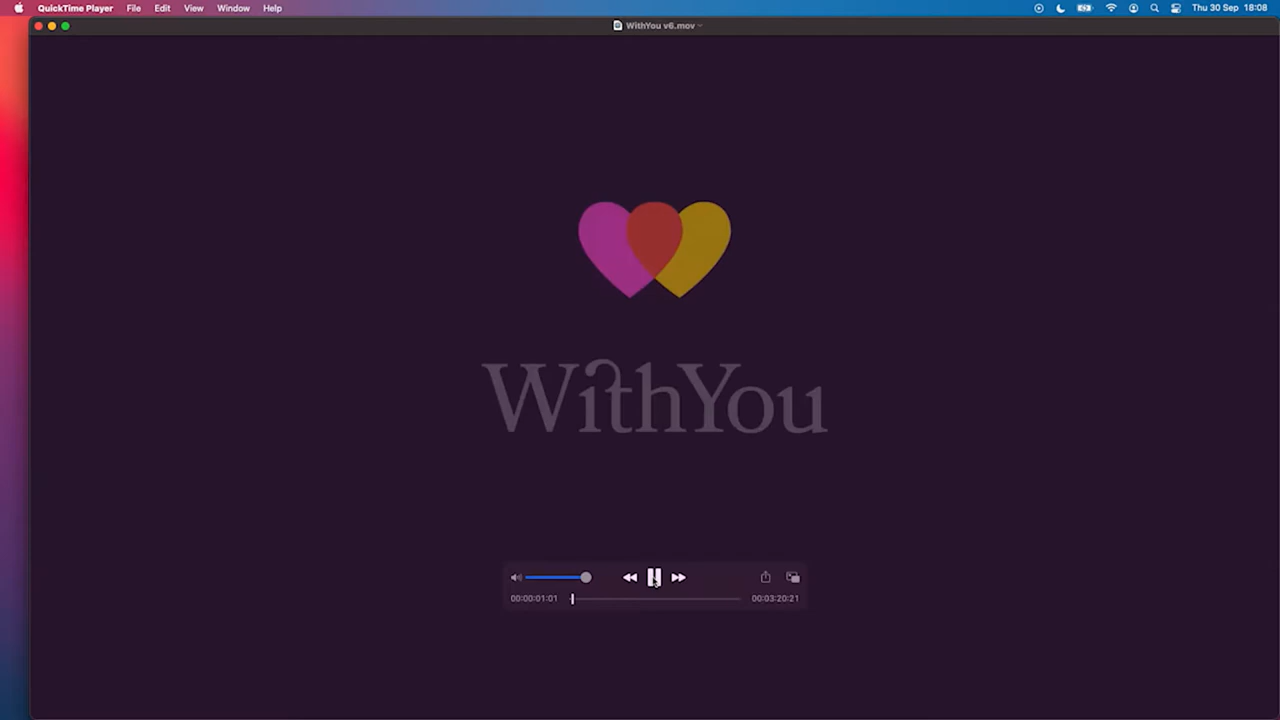 QuickTime Player File Edit View Window Help Thu 30 Sep 18:08
WithYou v6.mov
WithYou
00:00:01:01 00:03:20:21